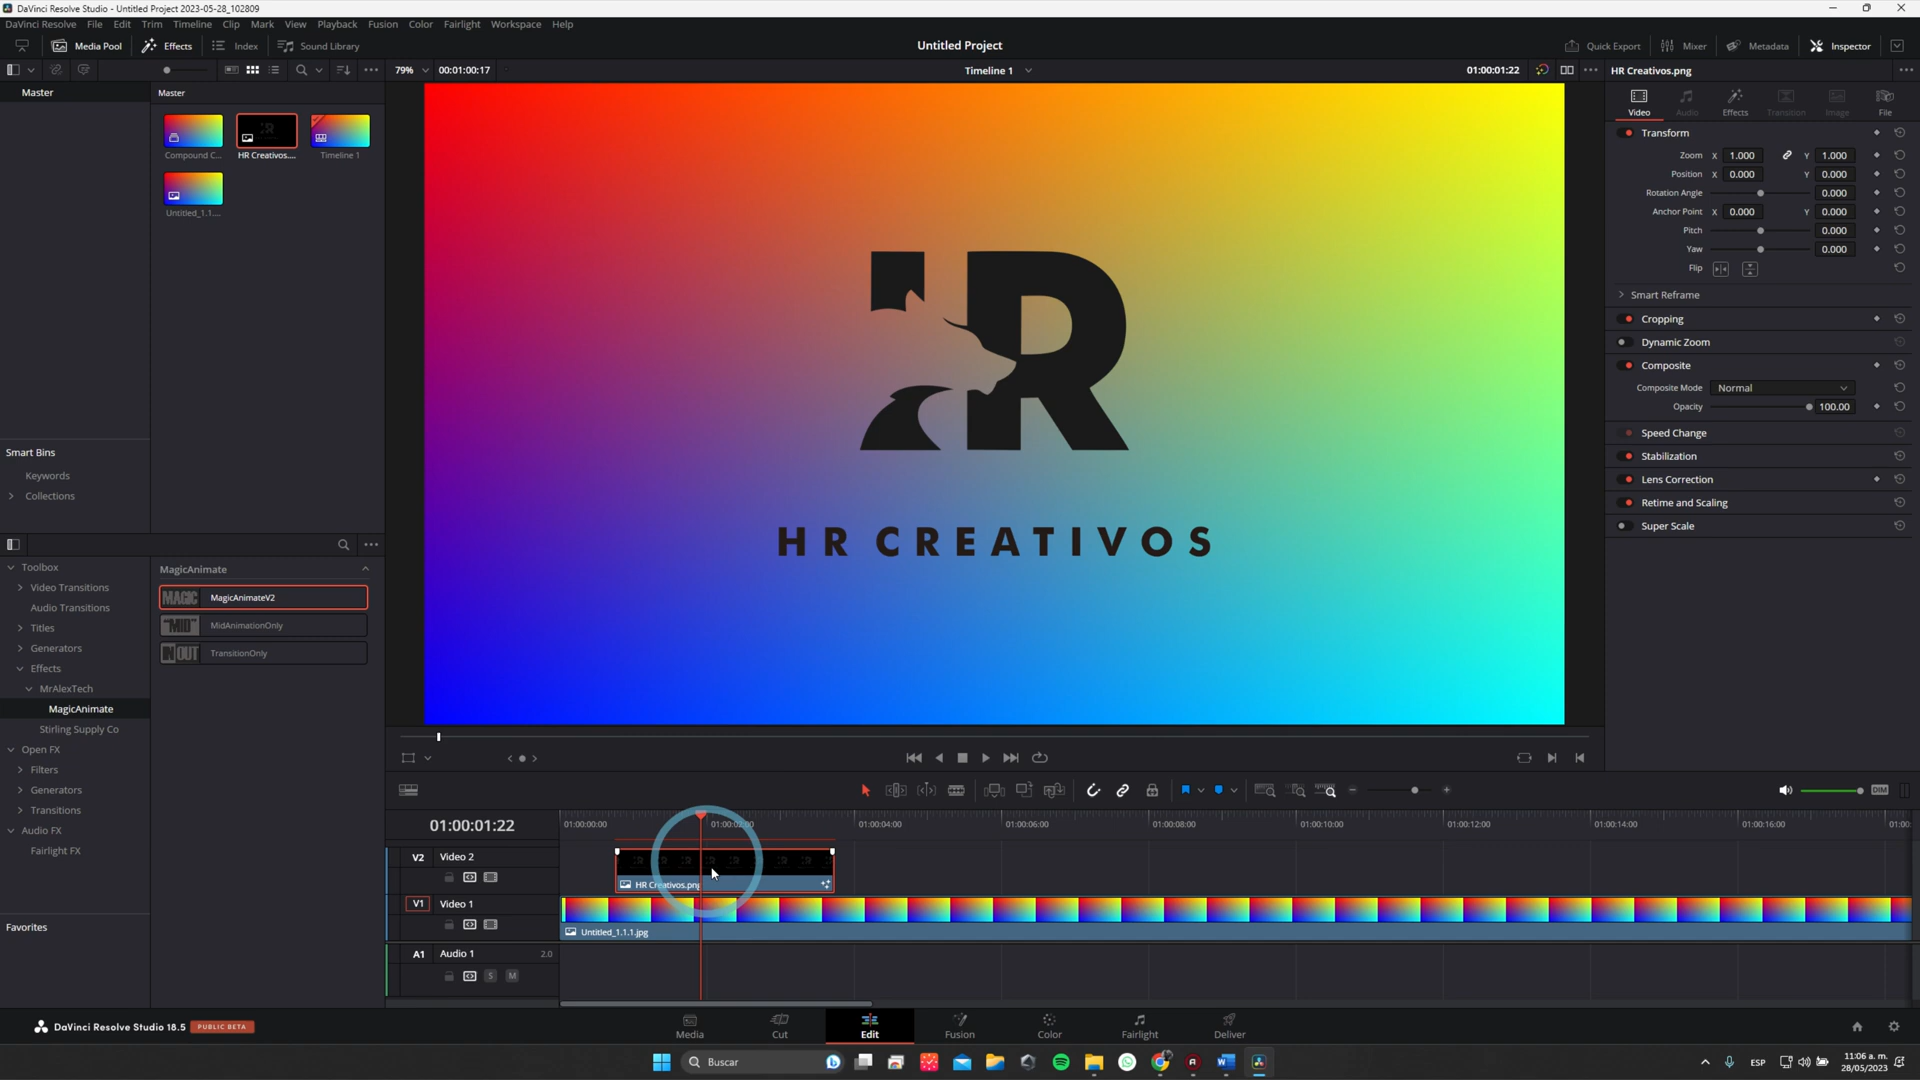 DaVinci Resolve Studio - Untitled Project 2023-05-28_102809
DaVinci Resolve File Edit Trim Timeline Clip Mark View Playback Fusion Color Fairlight Workspace Help
Media Pool Effects Index Sound Library Untitled Project Quick Export Mixer Metadata Inspector
79% 00:01:00:17 Timeline 1 01:00:01:22 HR Creativos.png
Master Master
Video Audio Effects Transition Image File
Compound C... HR Creativos.... Timeline 1
Untitled_1.1....
Transform
Zoom X 1.000 Y 1.000
Position X 0.000 Y 0.000
Rotation Angle 0.000
Anchor Point X 0.000 Y 0.000
Pitch 0.000
Yaw 0.000
Flip
Smart Reframe
Cropping
Dynamic Zoom
Composite
Composite Mode Normal
Opacity 100.00
Speed Change
Stabilization
Lens Correction
Retime and Scaling
Super Scale
HR CREATIVOS
Smart Bins
Keywords
Collections
Toolbox
Video Transitions
Audio Transitions
Titles
Generators
Effects
MrAlexTech
MagicAnimate
Stirling Supply Co
Open FX
Filters
Generators
Transitions
Audio FX
Fairlight FX
Favorites
MagicAnimate
MAGIC MagicAnimateV2
"MID" MidAnimationOnly
IN OUT TransitionOnly
DIM
01:00:01:22 01:00:00:00 01:00:02:00 01:00:04:00 01:00:06:00 01:00:08:00 01:00:10:00 01:00:12:00 01:00:14:00 01:00:16:00 01:00:
V2 Video 2
HR Creativos.png
V1 Video 1
Untitled_1.1.1.jpg
A1 Audio 1 2.0
S M
DaVinci Resolve Studio 18.5 PUBLIC BETA
Media Cut Edit Fusion Color Fairlight Deliver
Buscar
ESP
11:06 a. m.
28/05/2023